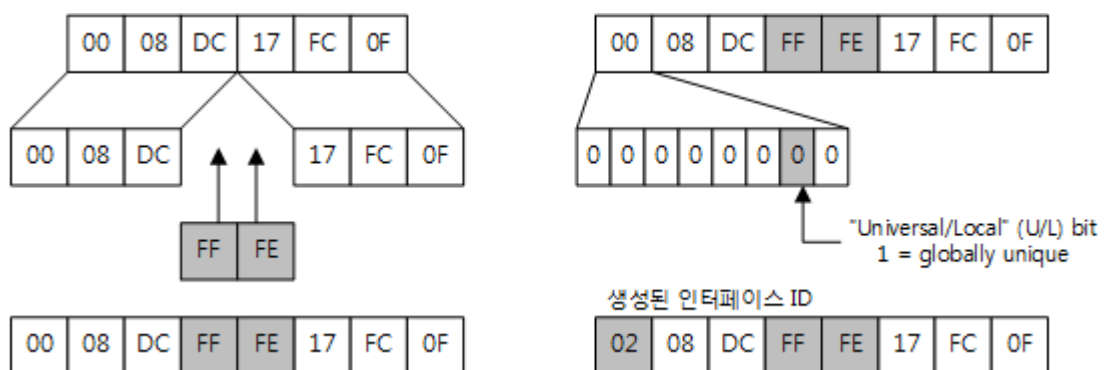 00 08 DC 17 FC 0F
00 08 DC 17 FC 0F
FF FE
00 08 DC FF FE 17 FC 0F
00 08 DC FF FE 17 FC 0F
0 0 0 0 0 0 0 0
"Universal/Local" (U/L) bit
1 = globally unique
생성된 인터페이스 ID
02 08 DC FF FE 17 FC 0F